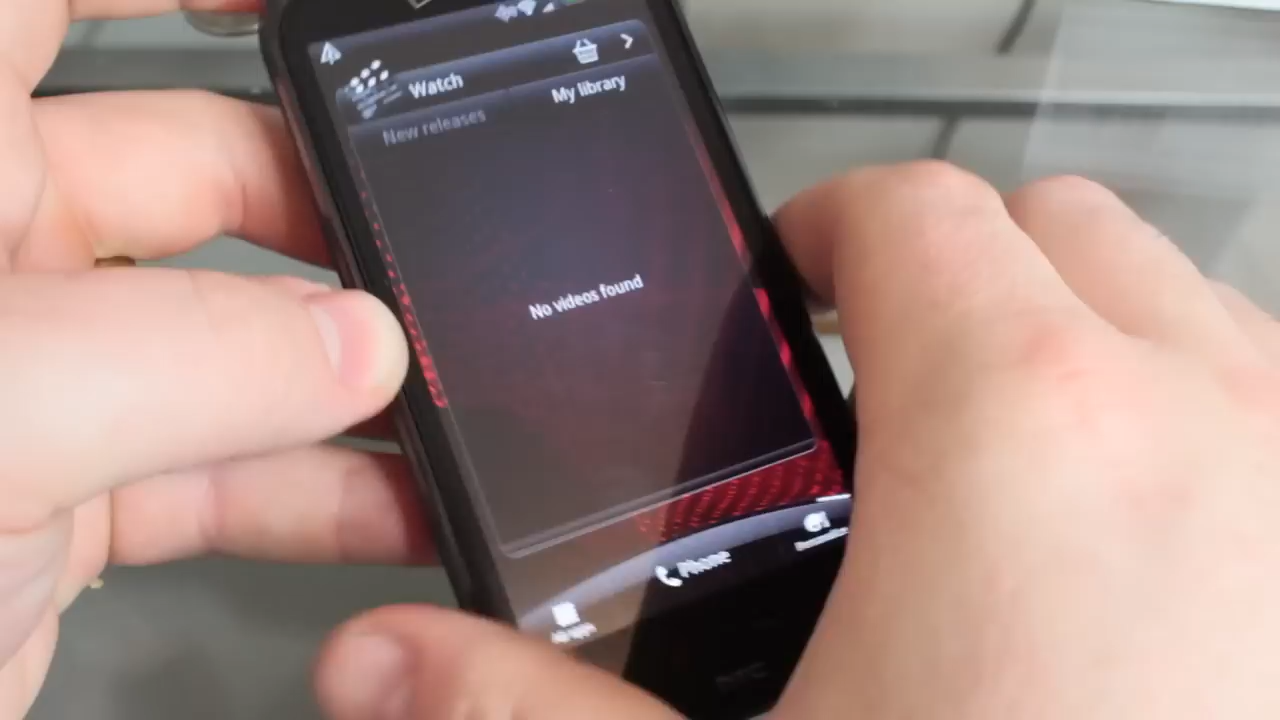 Watch
My library
New releases
No videos found
Phone